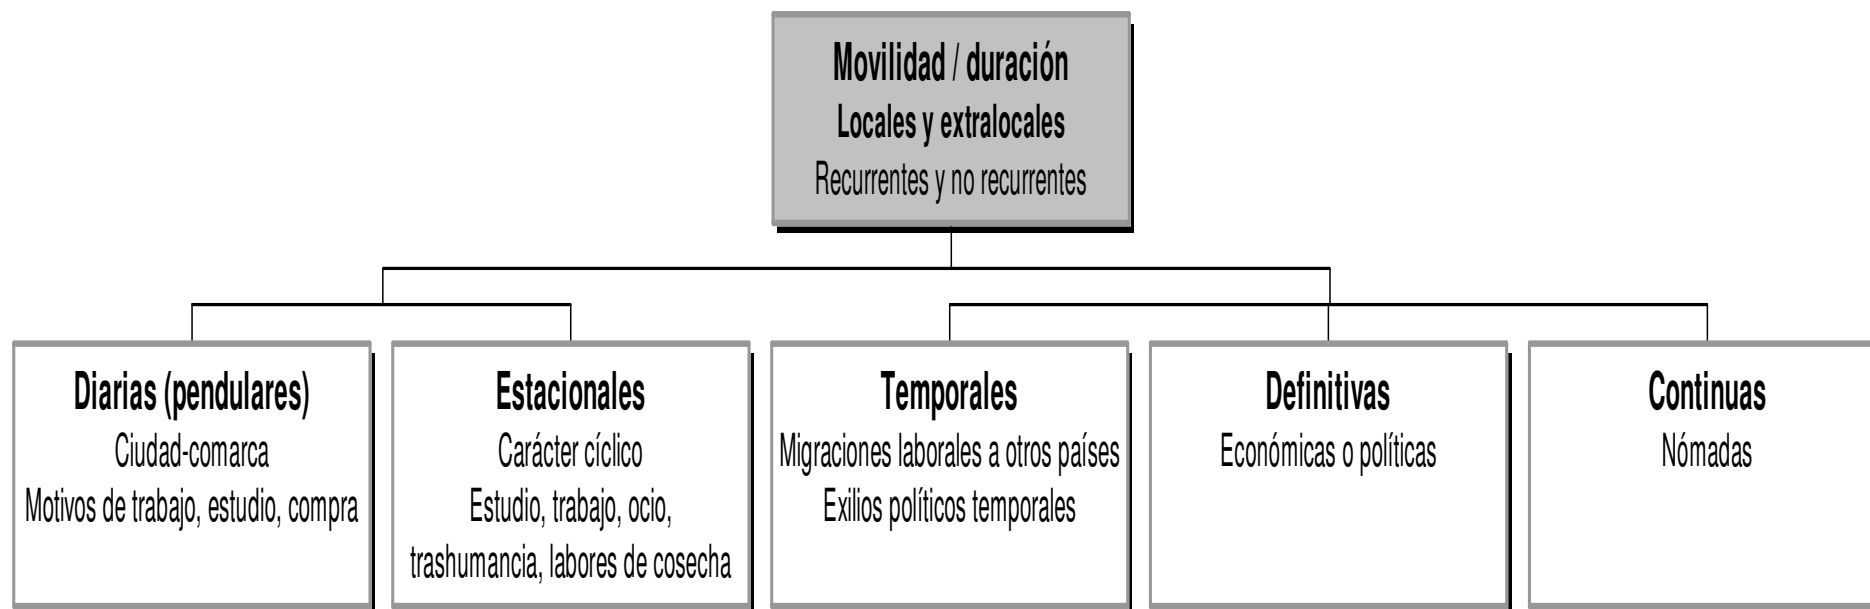 Movilidad / duración
Locales y extralocales
Recurrentes y no recurrentes
Diarias (pendulares)
Ciudad-comarca
Motivos de trabajo, estudio, compra
Estacionales
Carácter cíclico
Estudio, trabajo, ocio,
trashumancia, labores de cosecha
Temporales
Migraciones laborales a otros países
Exilios políticos temporales
Definitivas
Económicas o políticas
Continuas
Nómadas